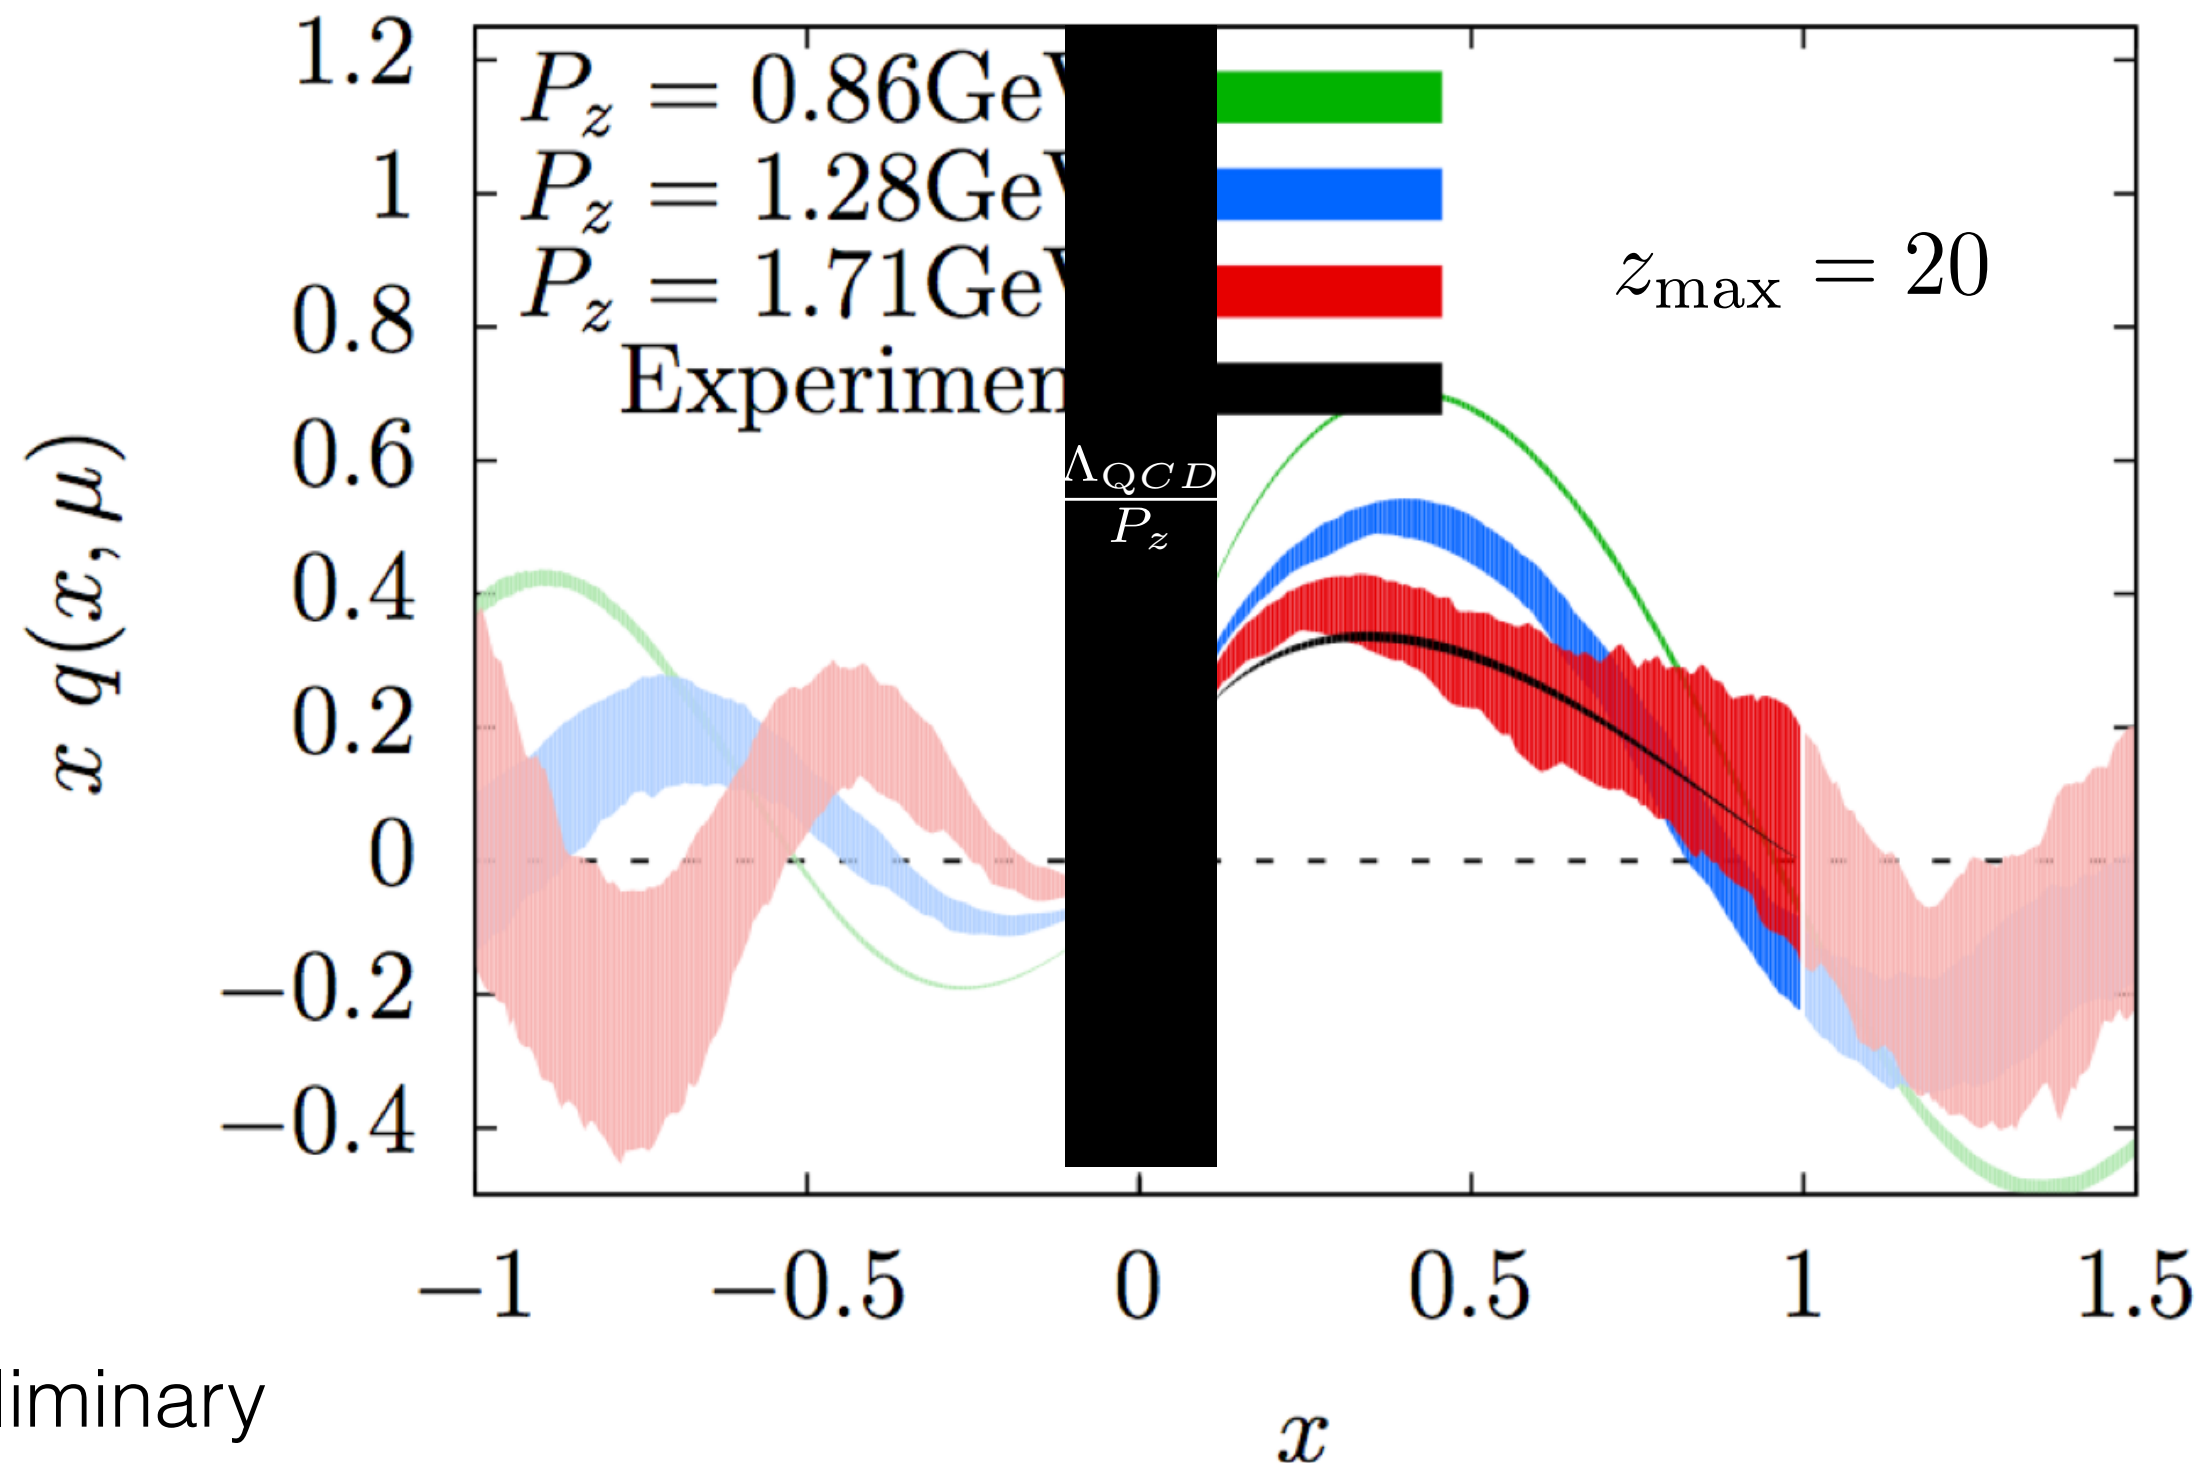 1.2
1
0.8
0.6
0.4
0.2
0
−0.2
−0.4
x q(x, μ)
P_z = 0.86GeV
P_z = 1.28GeV
P_z = 1.71GeV
Experimen
z_max = 20
Λ_QCD
P_z
−1 −0.5 0 0.5 1 1.5
x
liminary